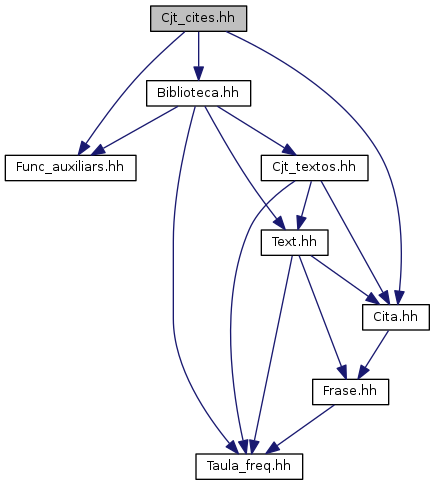 Cjt_cites.hh
Biblioteca.hh
Func_auxiliars.hh
Cjt_textos.hh
Text.hh
Cita.hh
Frase.hh
Taula_freq.hh